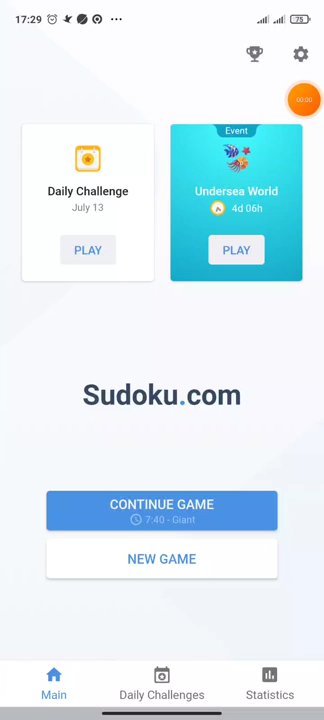 17:29
75
00:00
Event
Daily Challenge
July 13
PLAY
Undersea World
4d 06h
PLAY
Sudoku.com
CONTINUE GAME
7:40 - Giant
NEW GAME
Main
Daily Challenges
Statistics